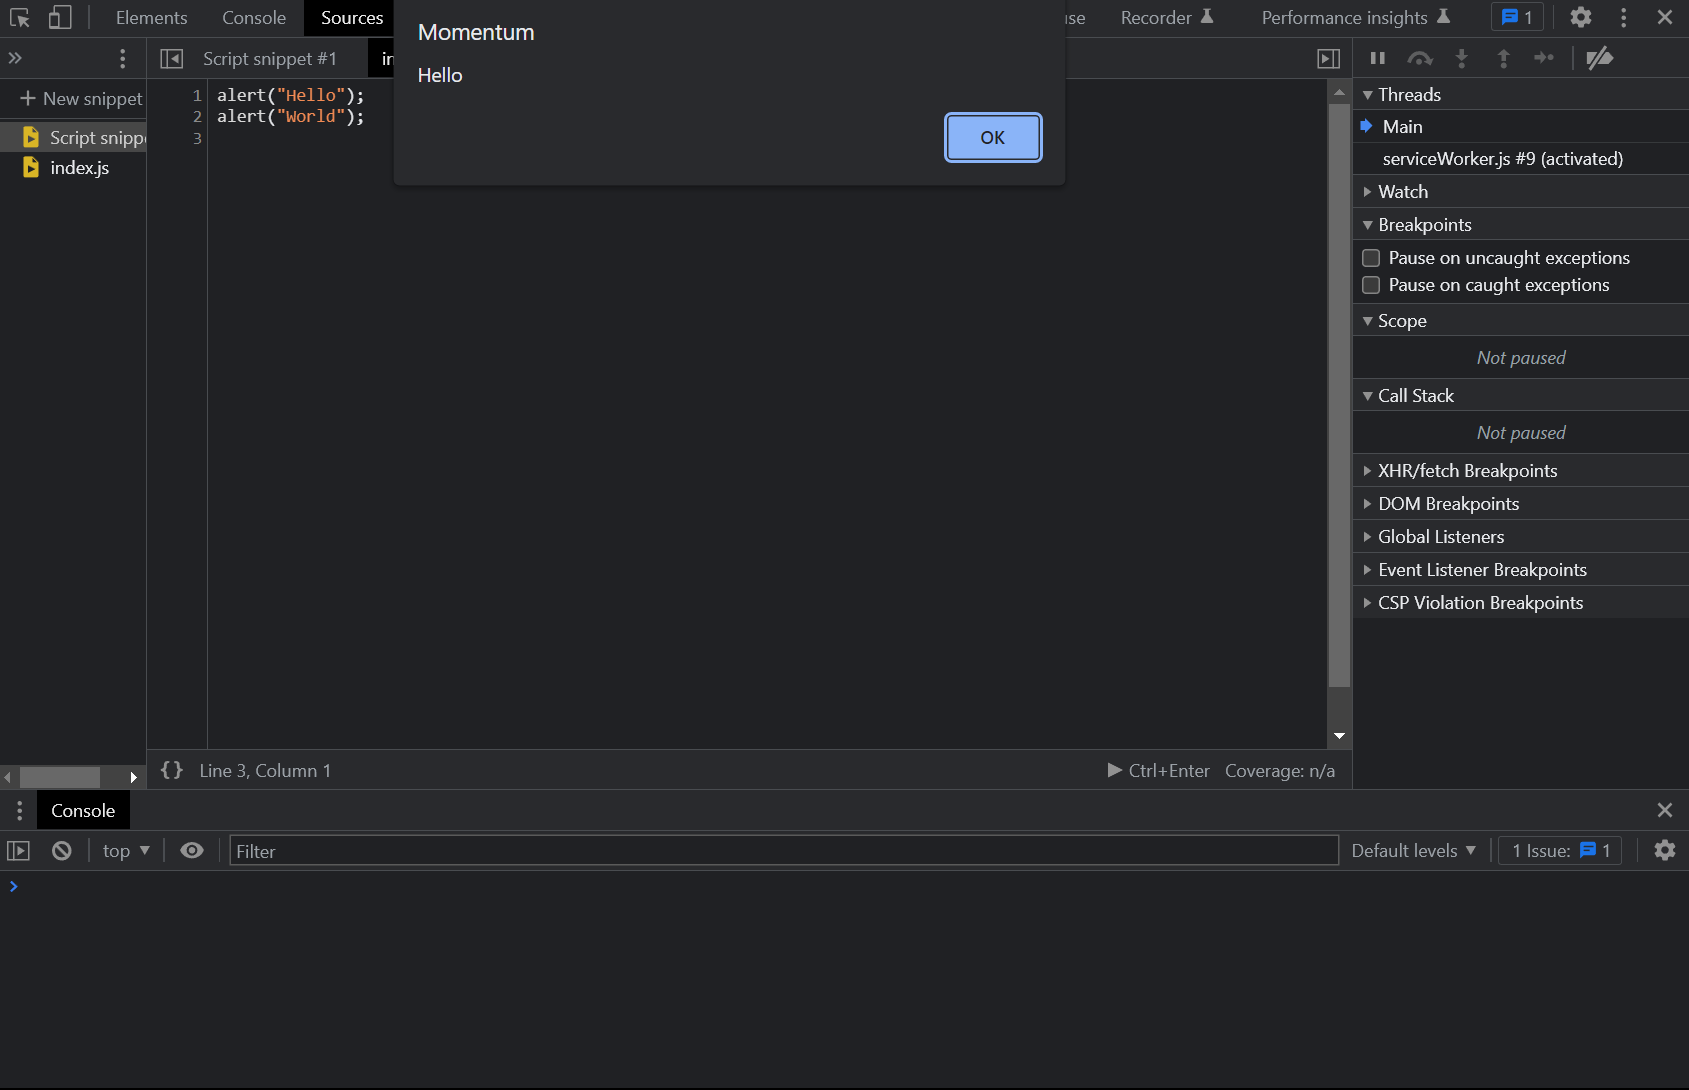 Elements Console Sources use Recorder Performance insights 1
Momentum
Hello
OK
Script snippet #1 in
New snippet
Script snippe
index.js
1 alert("Hello");
2 alert("World");
3
{} Line 3, Column 1 Ctrl+Enter Coverage: n/a
Threads
Main
serviceWorker.js #9 (activated)
Watch
Breakpoints
Pause on uncaught exceptions
Pause on caught exceptions
Scope
Not paused
Call Stack
Not paused
XHR/fetch Breakpoints
DOM Breakpoints
Global Listeners
Event Listener Breakpoints
CSP Violation Breakpoints
Console
top Filter Default levels 1 Issue: 1